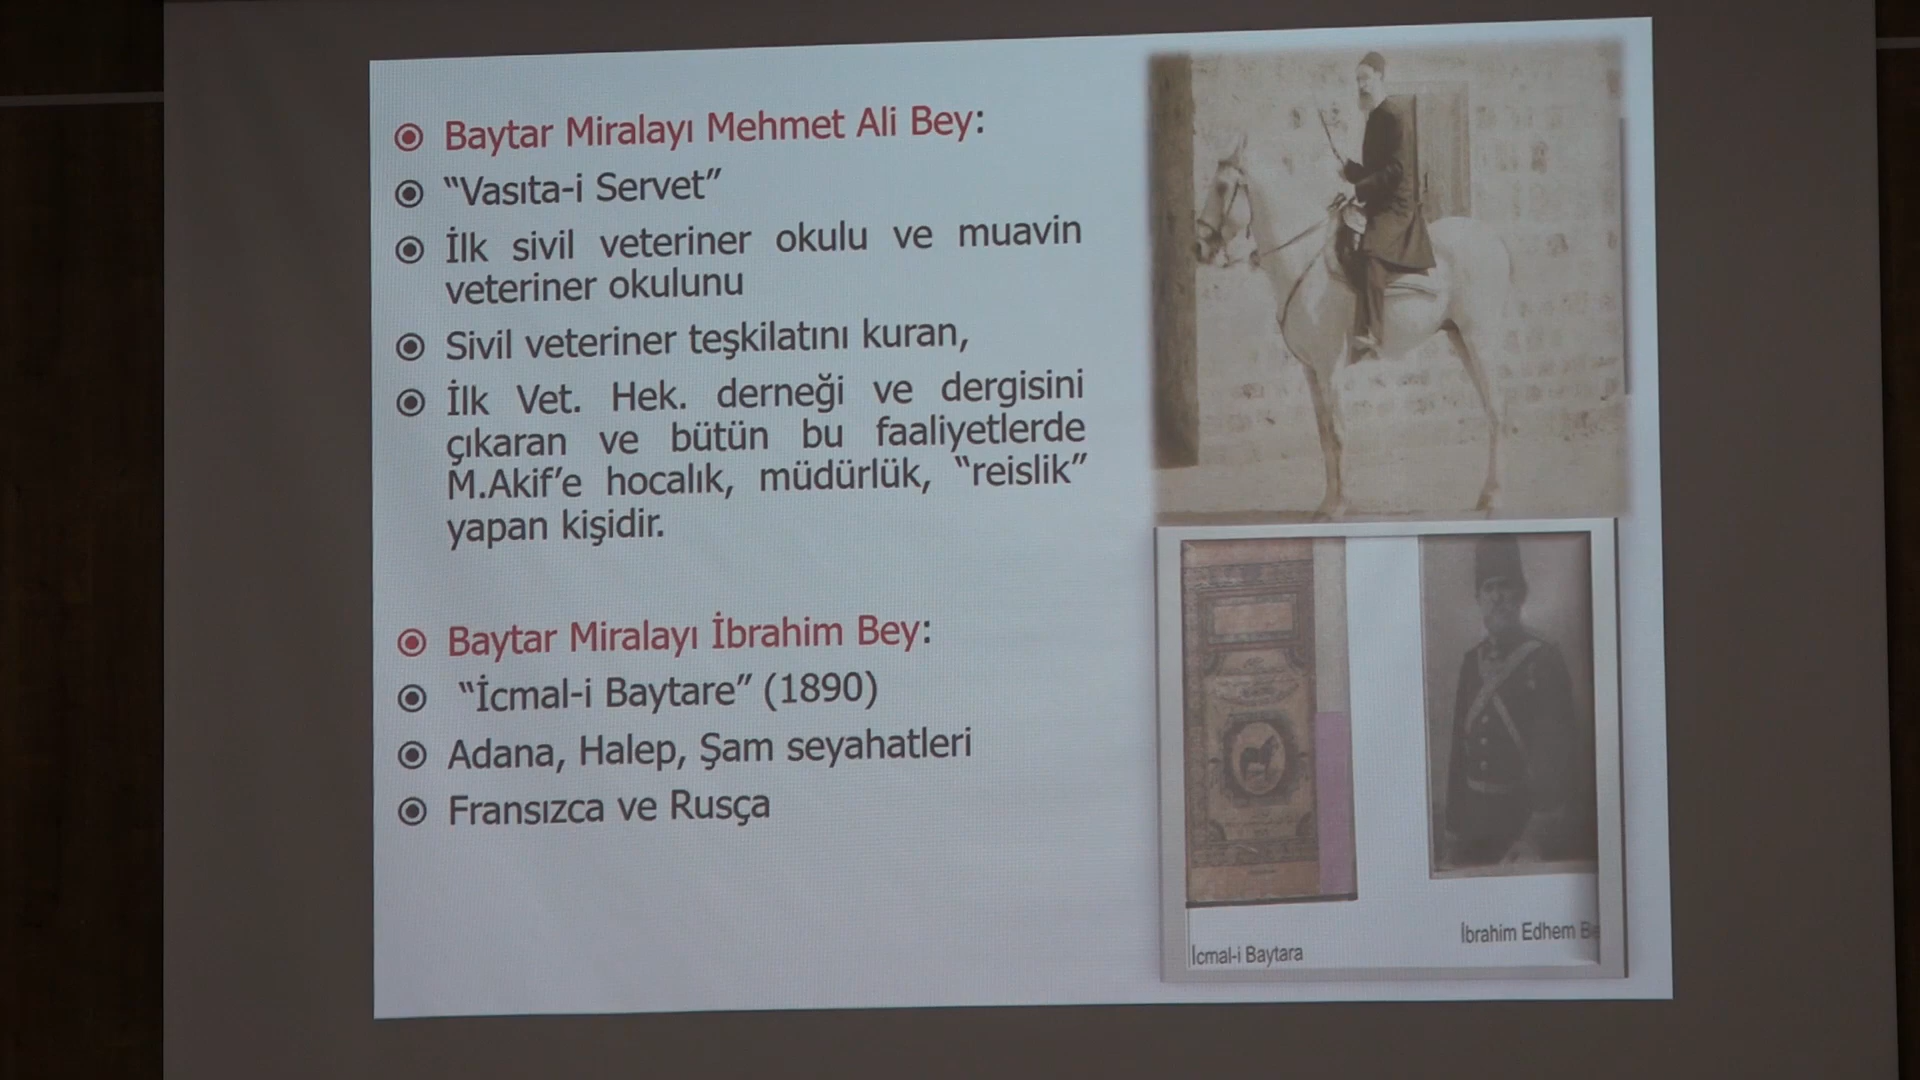 Baytar Miralayı Mehmet Ali Bey:
“Vasıta-i Servet”
İlk sivil veteriner okulu ve muavin
veteriner okulunu
Sivil veteriner teşkilatını kuran,
İlk Vet. Hek. derneği ve dergisini
çıkaran ve bütün bu faaliyetlerde
M.Akif’e hocalık, müdürlük, “reislik”
yapan kişidir.
Baytar Miralayı İbrahim Bey:
“İcmal-i Baytare” (1890)
Adana, Halep, Şam seyahatleri
Fransızca ve Rusça
İcmal-i Baytara
İbrahim Edhem Be